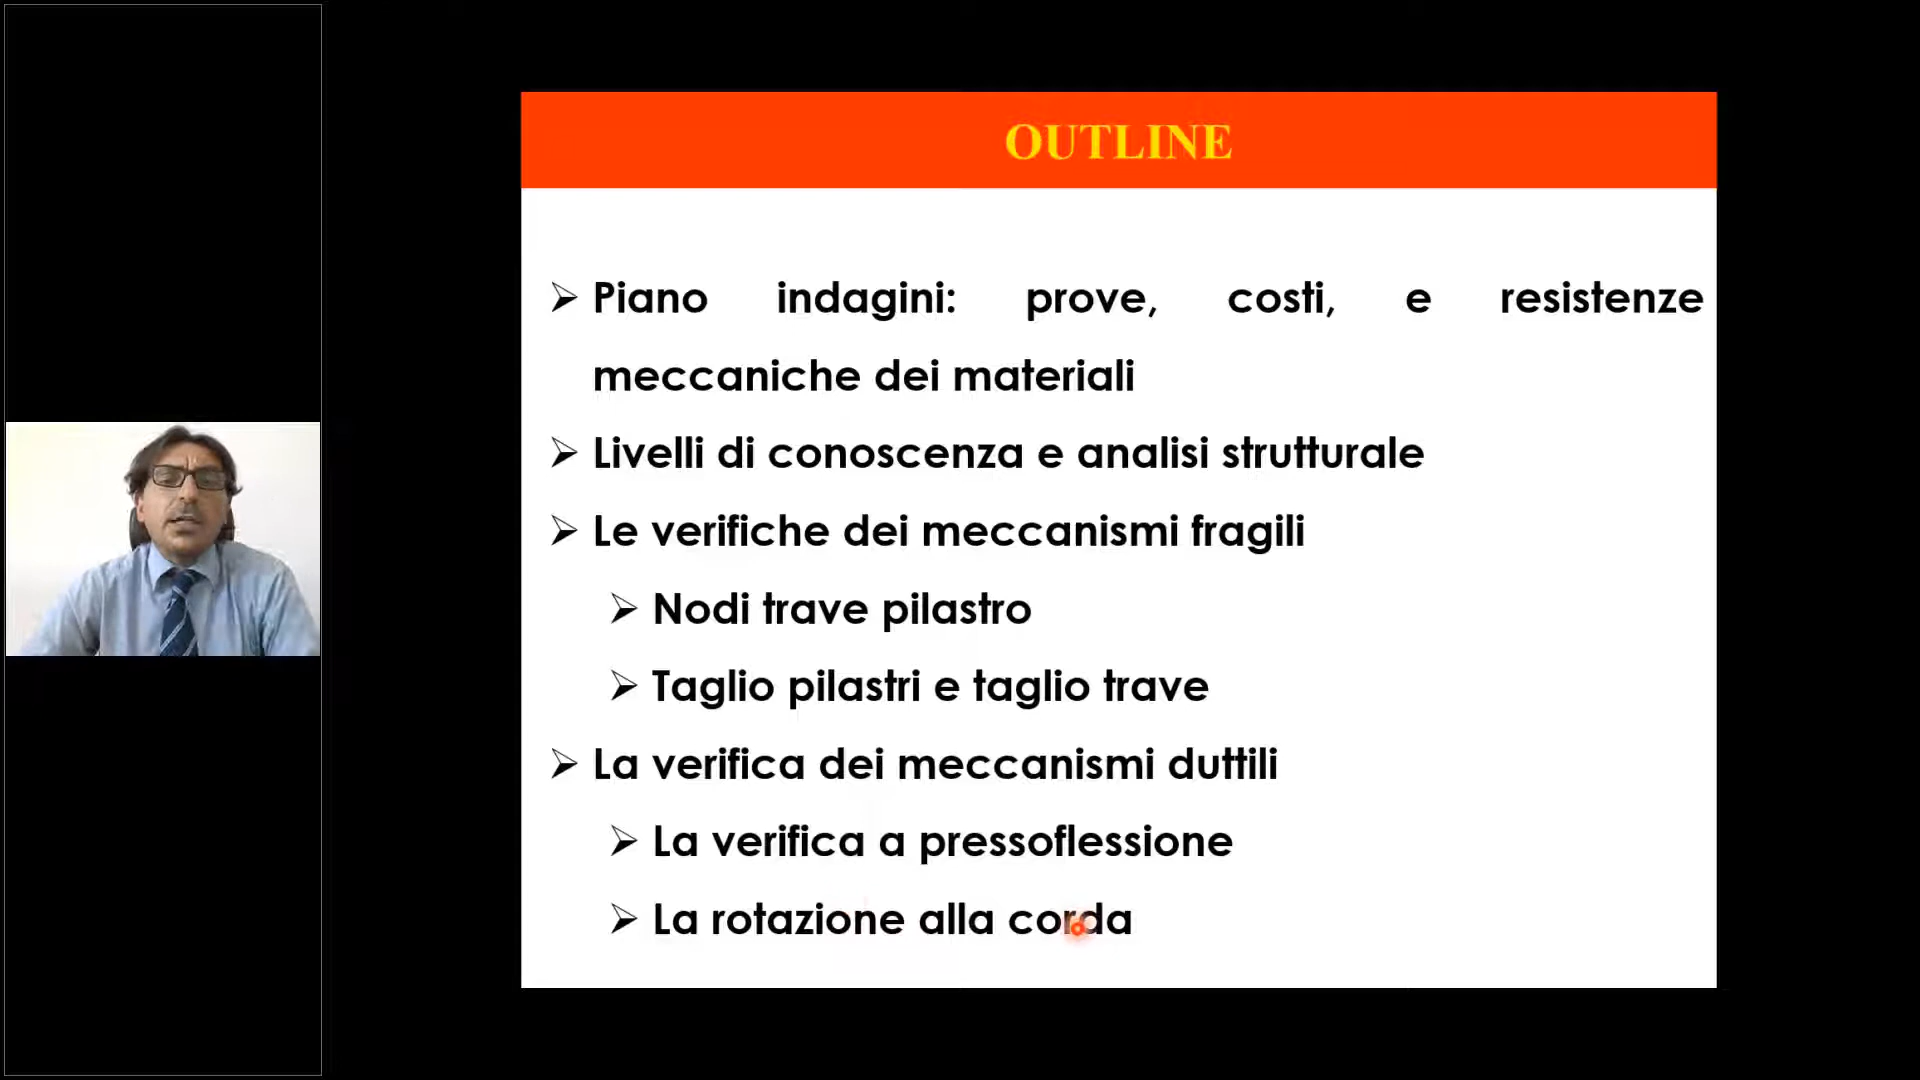 OUTLINE
Piano indagini: prove, costi, e resistenze
meccaniche dei materiali
Livelli di conoscenza e analisi strutturale
Le verifiche dei meccanismi fragili
Nodi trave pilastro
Taglio pilastri e taglio trave
La verifica dei meccanismi duttili
La verifica a pressoflessione
La rotazione alla corda